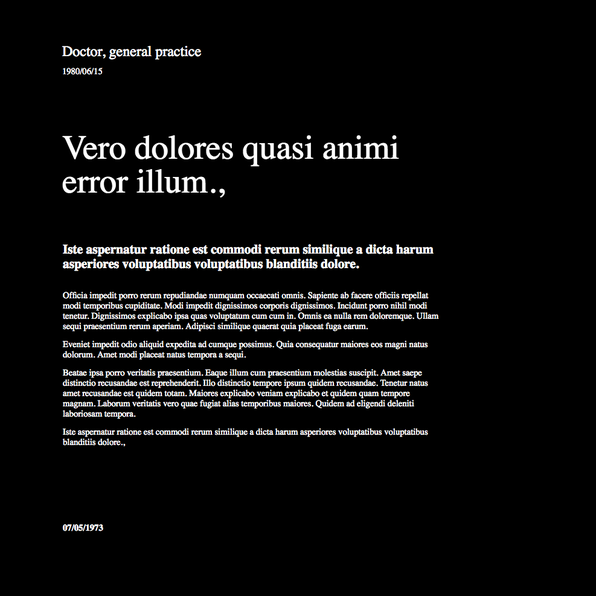 Doctor, general practice
1980/06/15
Vero dolores quasi animi
error illum.,
Iste aspernatur ratione est commodi rerum similique a dicta harum
asperiores voluptatibus voluptatibus blanditiis dolore.
Officia impedit porro rerum repudiandae numquam occaecati omnis. Sapiente ab facere officiis repellat
modi temporibus cupiditate. Modi impedit dignissimos corporis dignissimos. Incidunt porro nihil modi
tenetur. Dignissimos explicabo ipsa quas voluptatum cum cum in. Omnis ea nulla rem doloremque. Ullam
sequi praesentium rerum aperiam. Adipisci similique quaerat quia placeat fuga earum.
Eveniet impedit odio aliquid expedita ad cumque possimus. Quia consequatur maiores eos magni natus
dolorum. Amet modi placeat natus tempora a sequi.
Beatae ipsa porro veritatis praesentium. Eaque illum cum praesentium molestias suscipit. Amet saepe
distinctio recusandae est reprehenderit. Illo distinctio tempore ipsum quidem recusandae. Tenetur natus
amet recusandae est quidem totam. Maiores explicabo veniam explicabo et quidem quam tempore
magnam. Laborum veritatis vero quae fugiat alias temporibus maiores. Quidem ad eligendi deleniti
laboriosam tempora.
Iste aspernatur ratione est commodi rerum similique a dicta harum asperiores voluptatibus voluptatibus
blanditiis dolore.,
07/05/1973